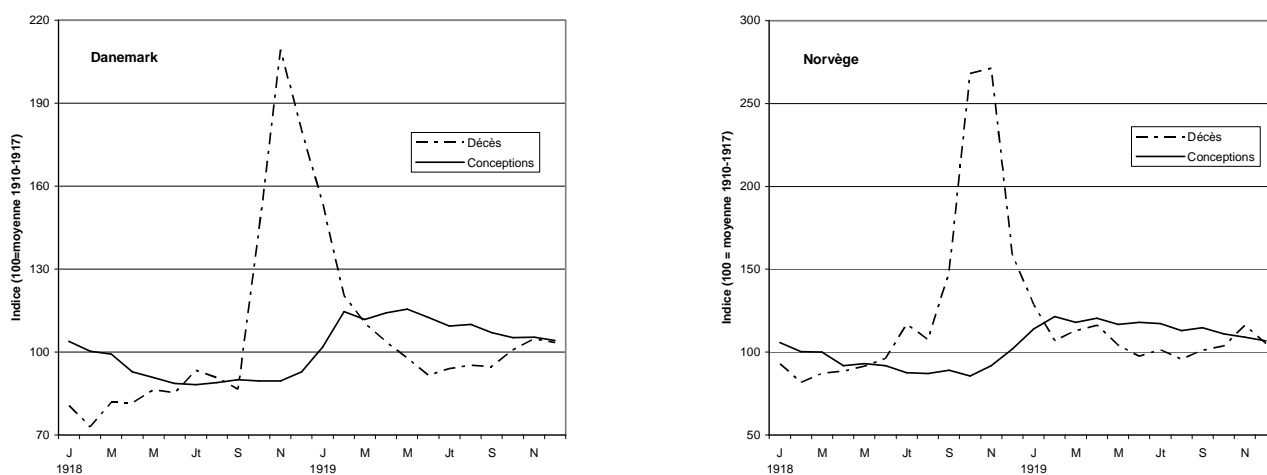 Danemark
Indice (100=moyenne 1910-1917)
220
190
160
130
100
70
Décès
Conceptions
J M M Jt S N J M M Jt S N
1918 1919
Norvège
Indice (100 = moyenne 1910-1917)
300
250
200
150
100
50
Décès
Conceptions
J M M Jt S N J M M Jt S N
1918 1919